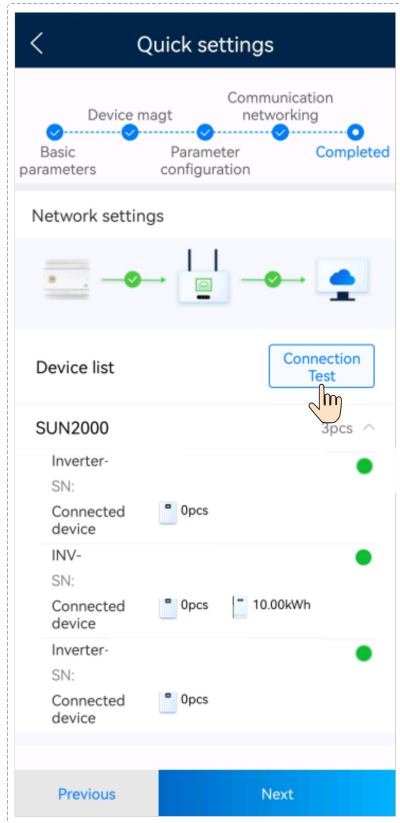 Quick settings
Communication
Device magt
networking
Basic
parameters
Parameter
configuration
Completed
Network settings
Device list
Connection
Test
SUN2000
3pcs
Inverter-
SN:
Connected
device
0pcs
INV-
SN:
Connected
device
0pcs
10.00kWh
Inverter-
SN:
Connected
device
0pcs
Previous
Next